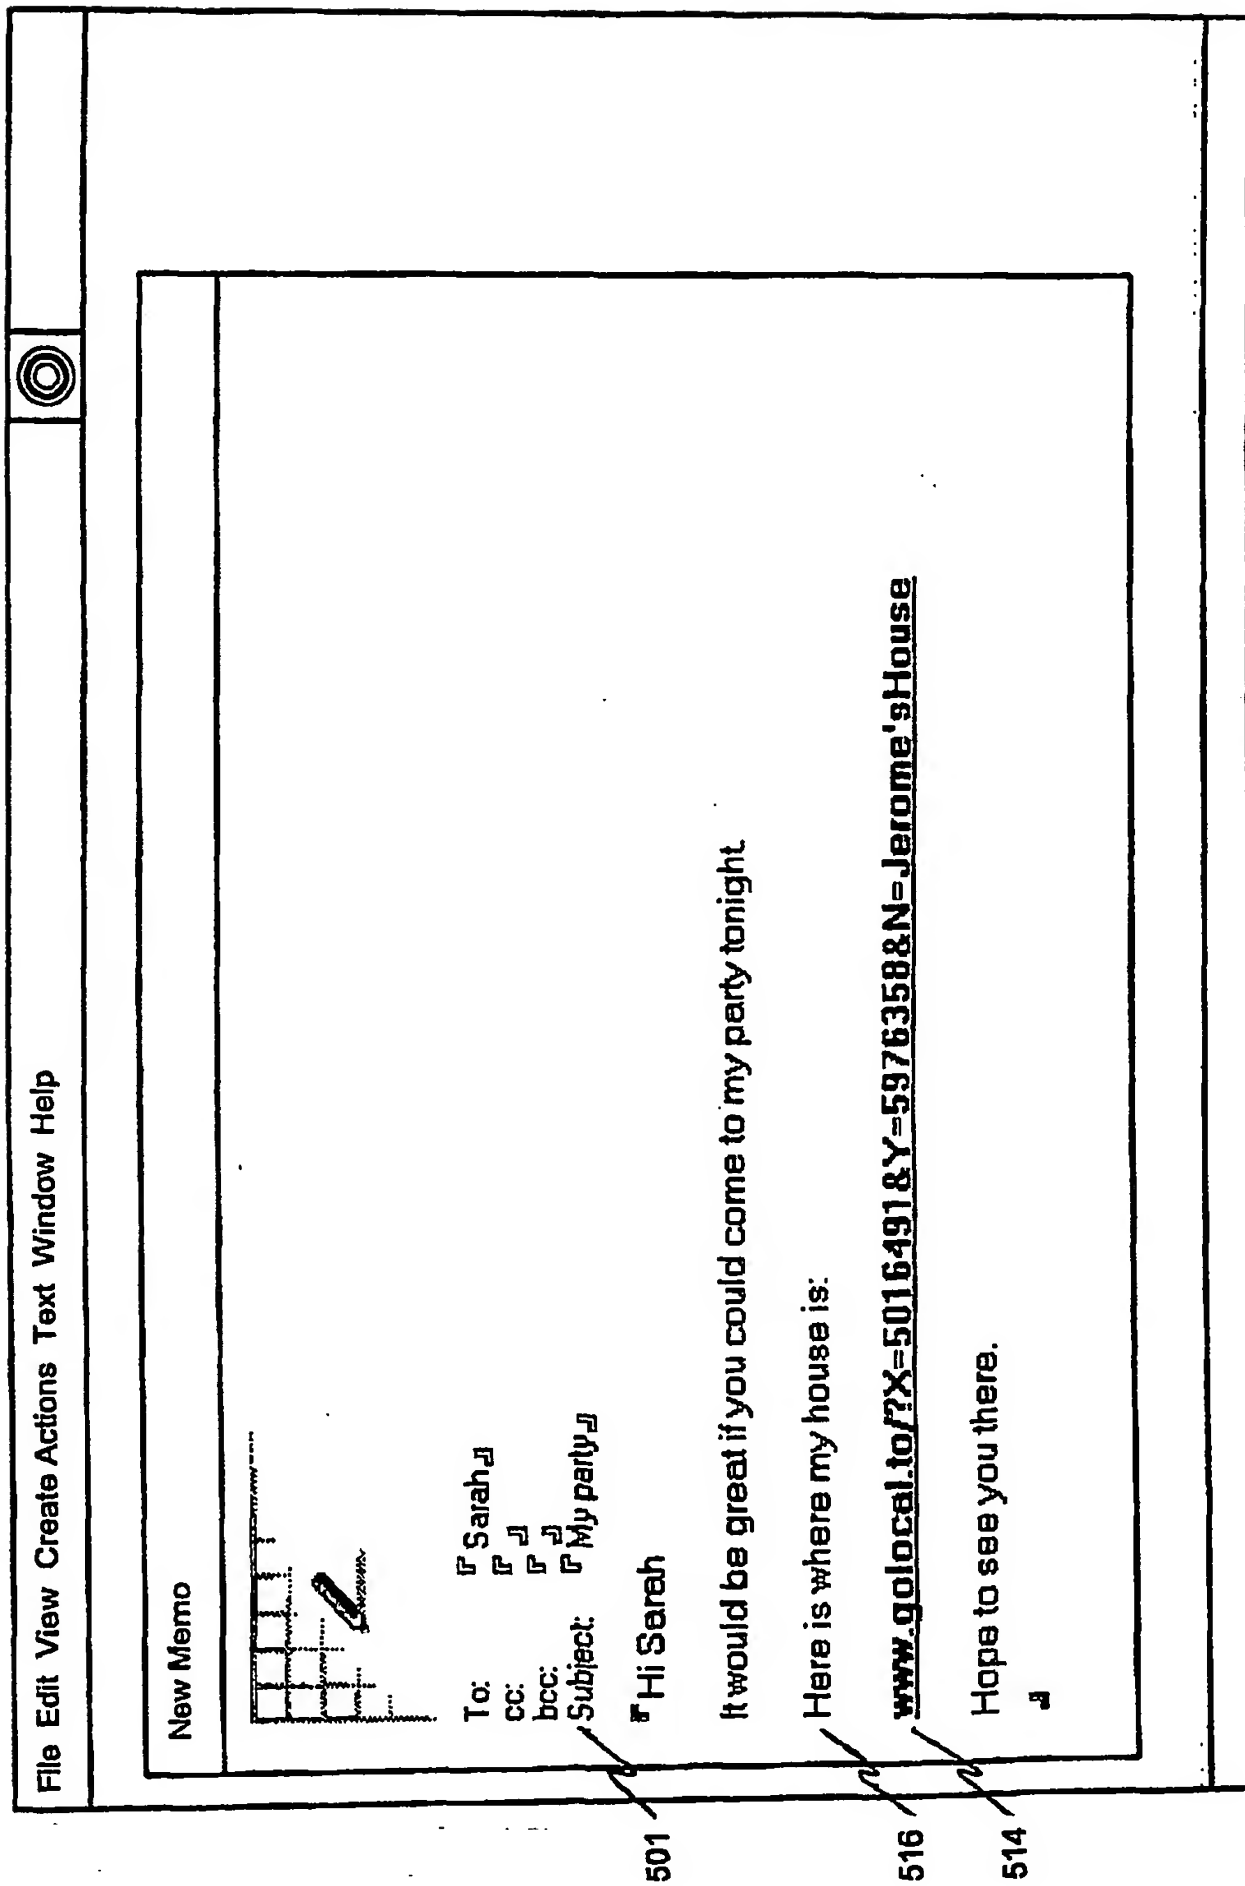 File Edit View Create Actions Text Window Help
New Memo
To: 『Sarah』
cc: 『 』
bcc: 『 』
Subject: 『My party』
『Hi Sarah
It would be great if you could come to my party tonight.
Here is where my house is:
www.golocal.to/?X=5016491&Y=5976358&N=Jerome'sHouse
Hope to see you there.
』
501
516
514